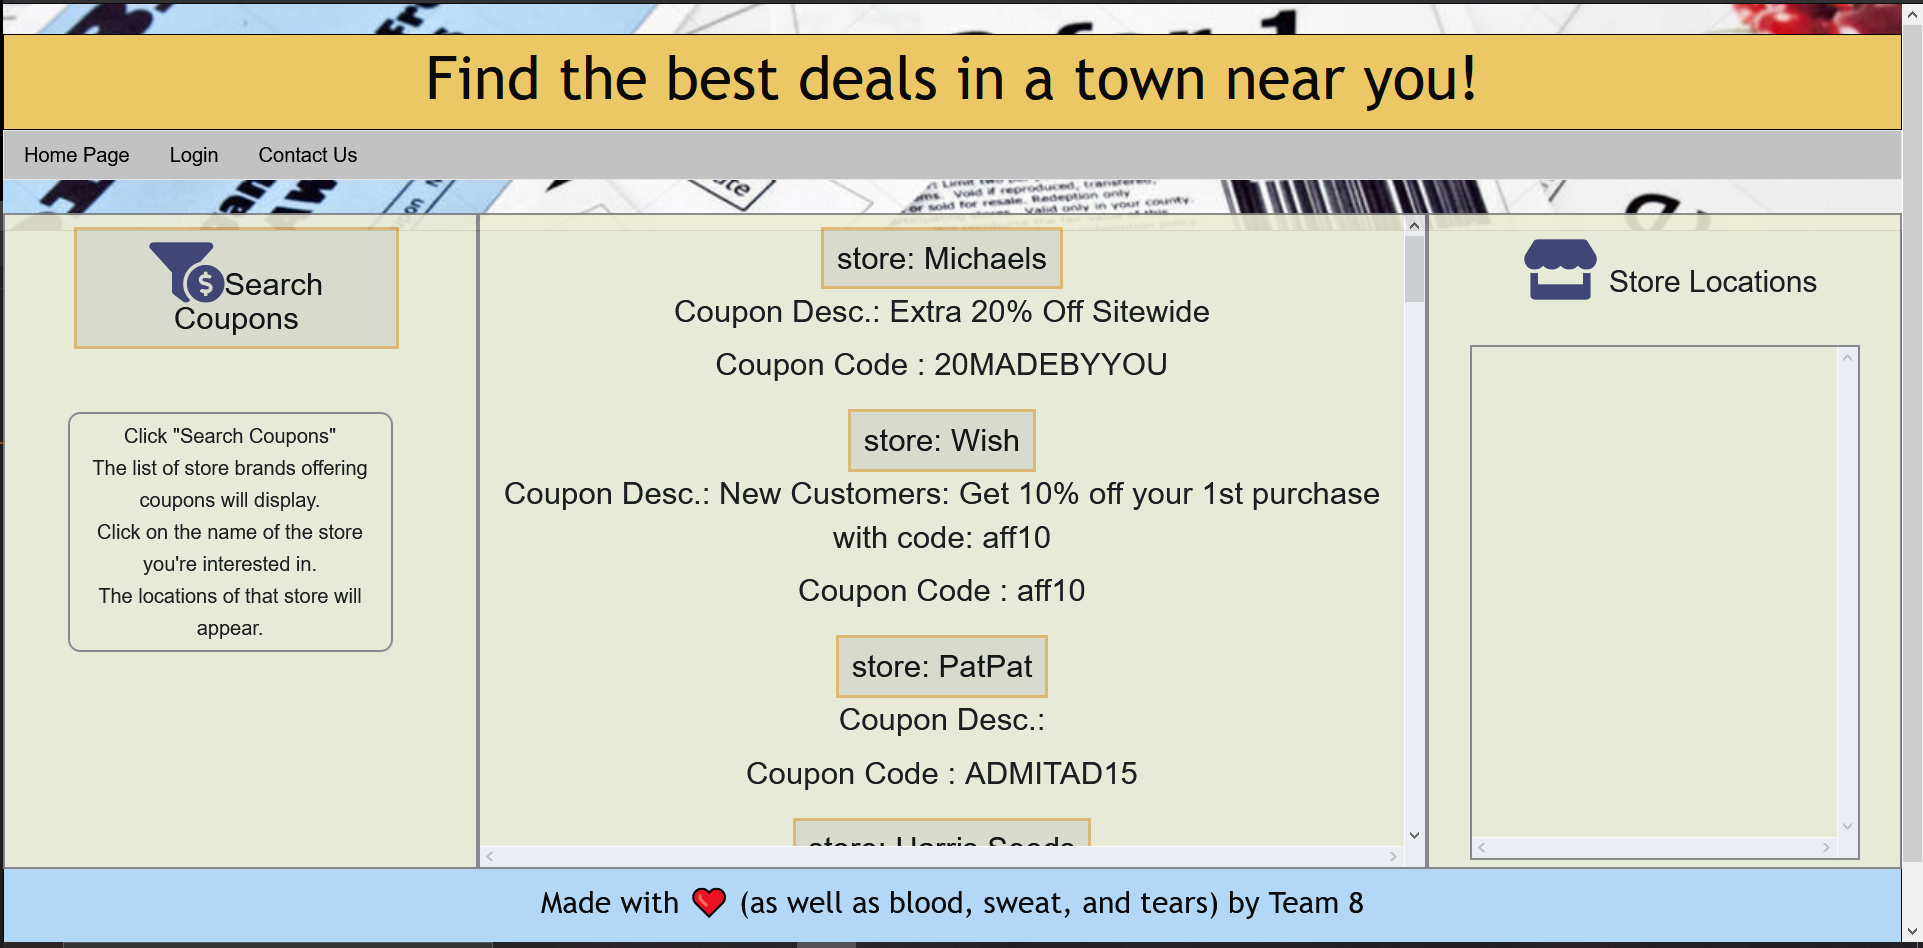 Find the best deals in a town near you!
Home Page Login Contact Us
Search
Coupons
Click "Search Coupons"
The list of store brands offering
coupons will display.
Click on the name of the store
you're interested in.
The locations of that store will
appear.
store: Michaels
Coupon Desc.: Extra 20% Off Sitewide
Coupon Code : 20MADEBYYOU
store: Wish
Coupon Desc.: New Customers: Get 10% off your 1st purchase
with code: aff10
Coupon Code : aff10
store: PatPat
Coupon Desc.:
Coupon Code : ADMITAD15
store: Harris Seeds
Store Locations
Made with ❤️ (as well as blood, sweat, and tears) by Team 8